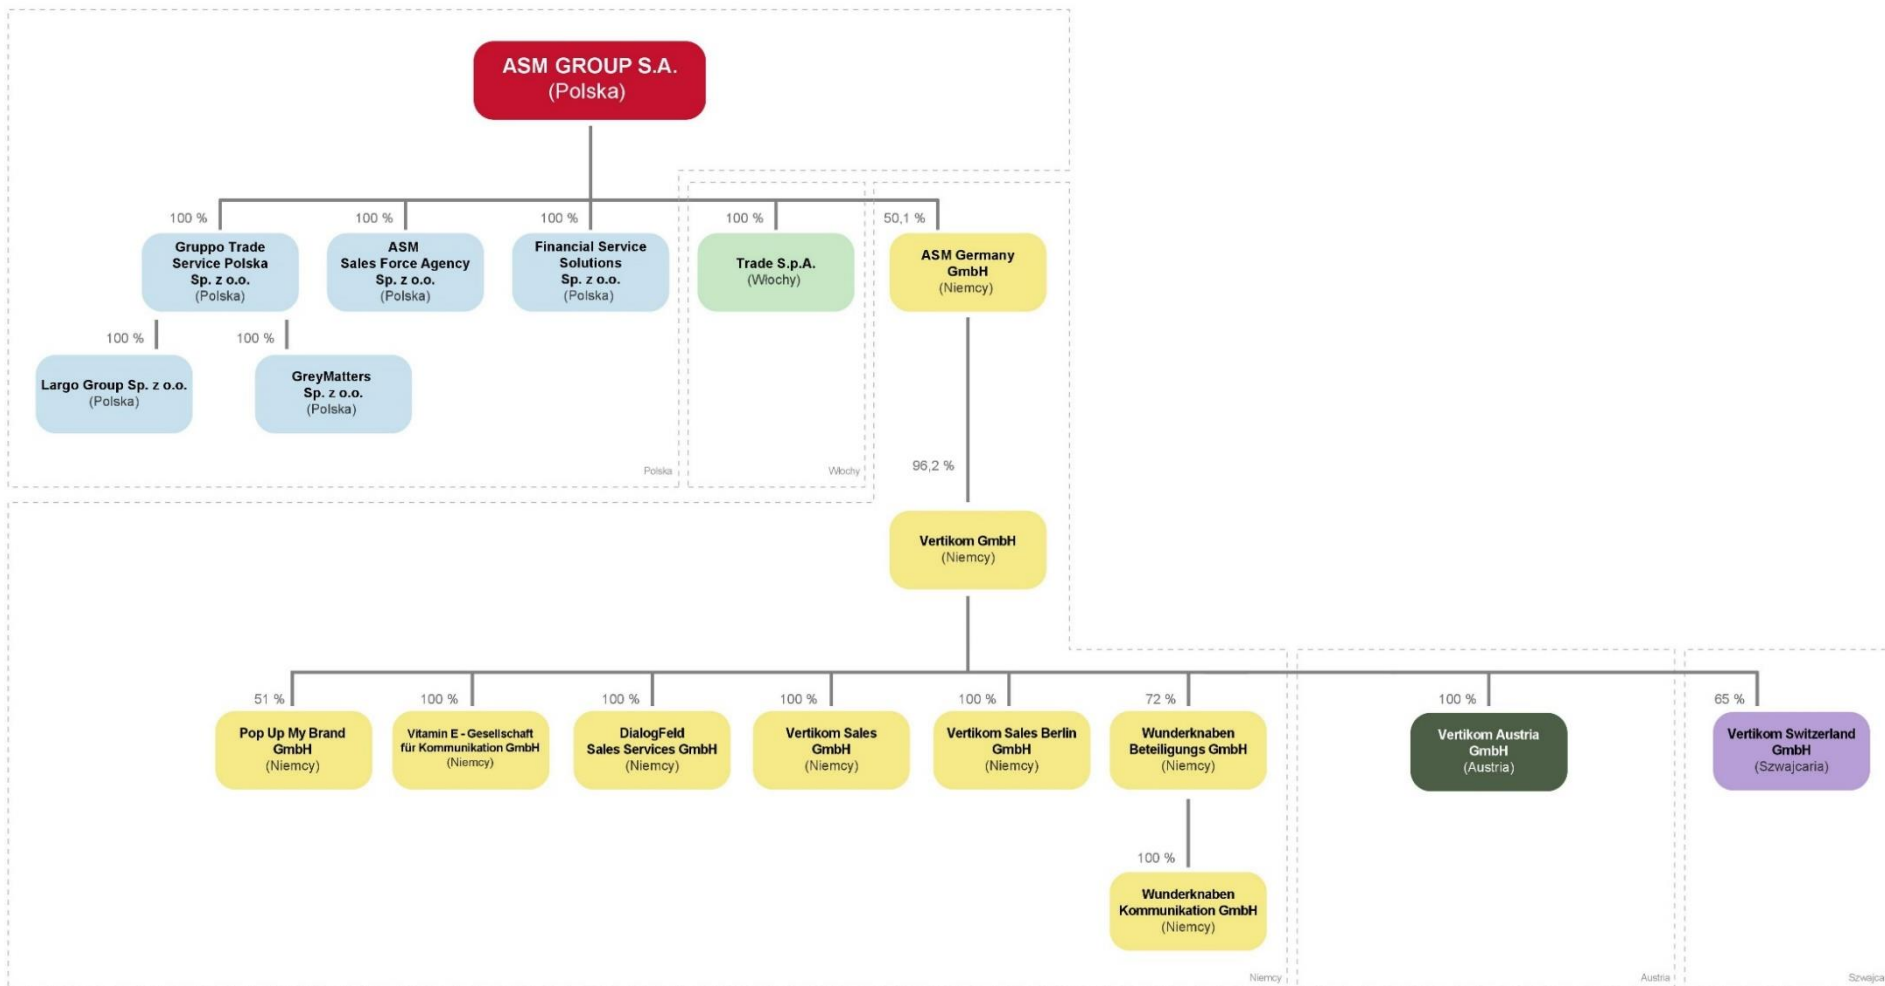 ASM GROUP S.A.
(Polska)
100 %
100 %
100 %
100 %
50,1 %
Gruppo Trade
Service Polska
Sp. z o.o.
(Polska)
ASM
Sales Force Agency
Sp. z o.o.
(Polska)
Financial Service
Solutions
Sp. z o.o.
(Polska)
Trade S.p.A.
(Włochy)
ASM Germany
GmbH
(Niemcy)
100 %
100 %
Largo Group Sp. z o.o.
(Polska)
GreyMatters
Sp. z o.o.
(Polska)
Polska
Włochy
96,2 %
Vertikom GmbH
(Niemcy)
51 %
100 %
100 %
100 %
100 %
72 %
100 %
65 %
Pop Up My Brand
GmbH
(Niemcy)
Vitamin E - Gesellschaft
für Kommunikation GmbH
(Niemcy)
DialogFeld
Sales Services GmbH
(Niemcy)
Vertikom Sales
GmbH
(Niemcy)
Vertikom Sales Berlin
GmbH
(Niemcy)
Wunderknaben
Beteiligungs GmbH
(Niemcy)
Vertikom Austria
GmbH
(Austria)
Vertikom Switzerland
GmbH
(Szwajcaria)
100 %
Wunderknaben
Kommunikation GmbH
(Niemcy)
Niemcy
Austria
Szwajca